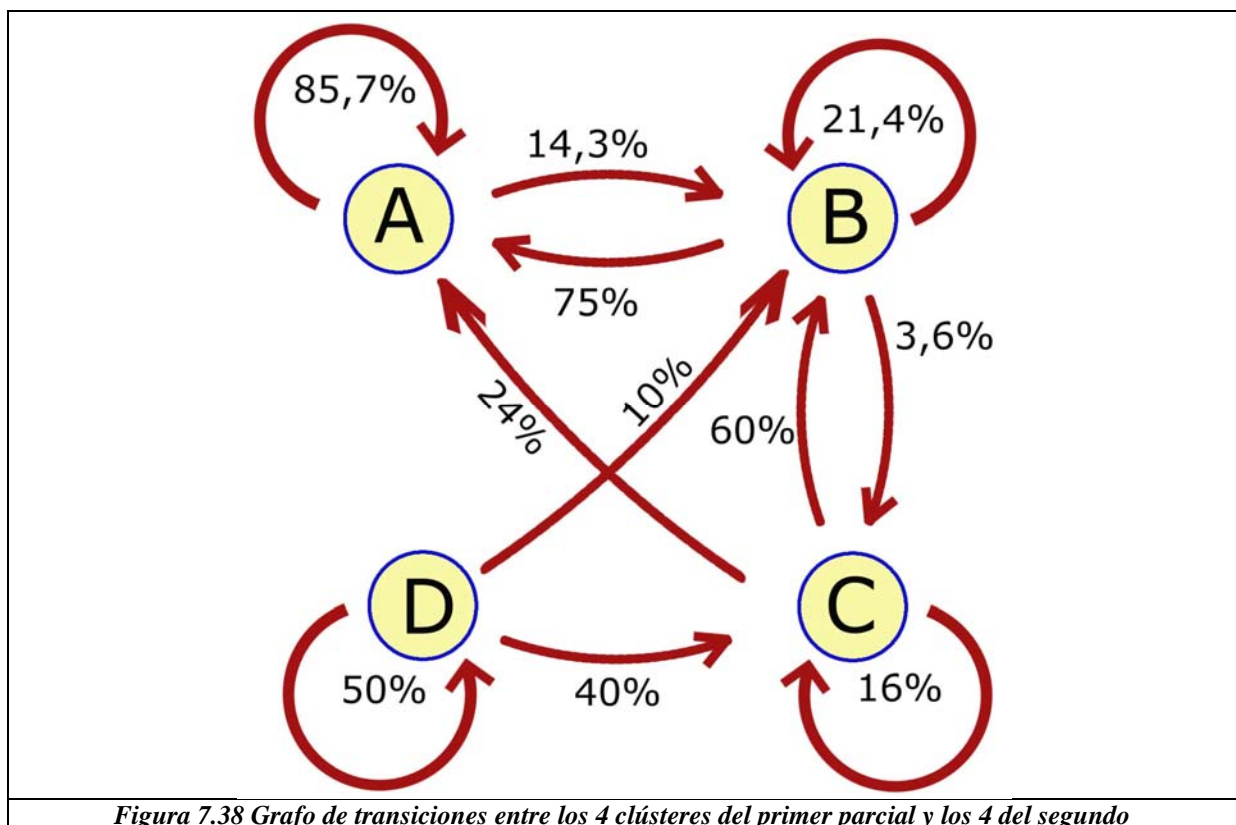 85,7%
21,4%
14,3%
A
B
75%
3,6%
24%
10%
60%
D
C
50%
40%
16%
Figura 7.38 Grafo de transiciones entre los 4 clústeres del primer parcial y los 4 del segundo